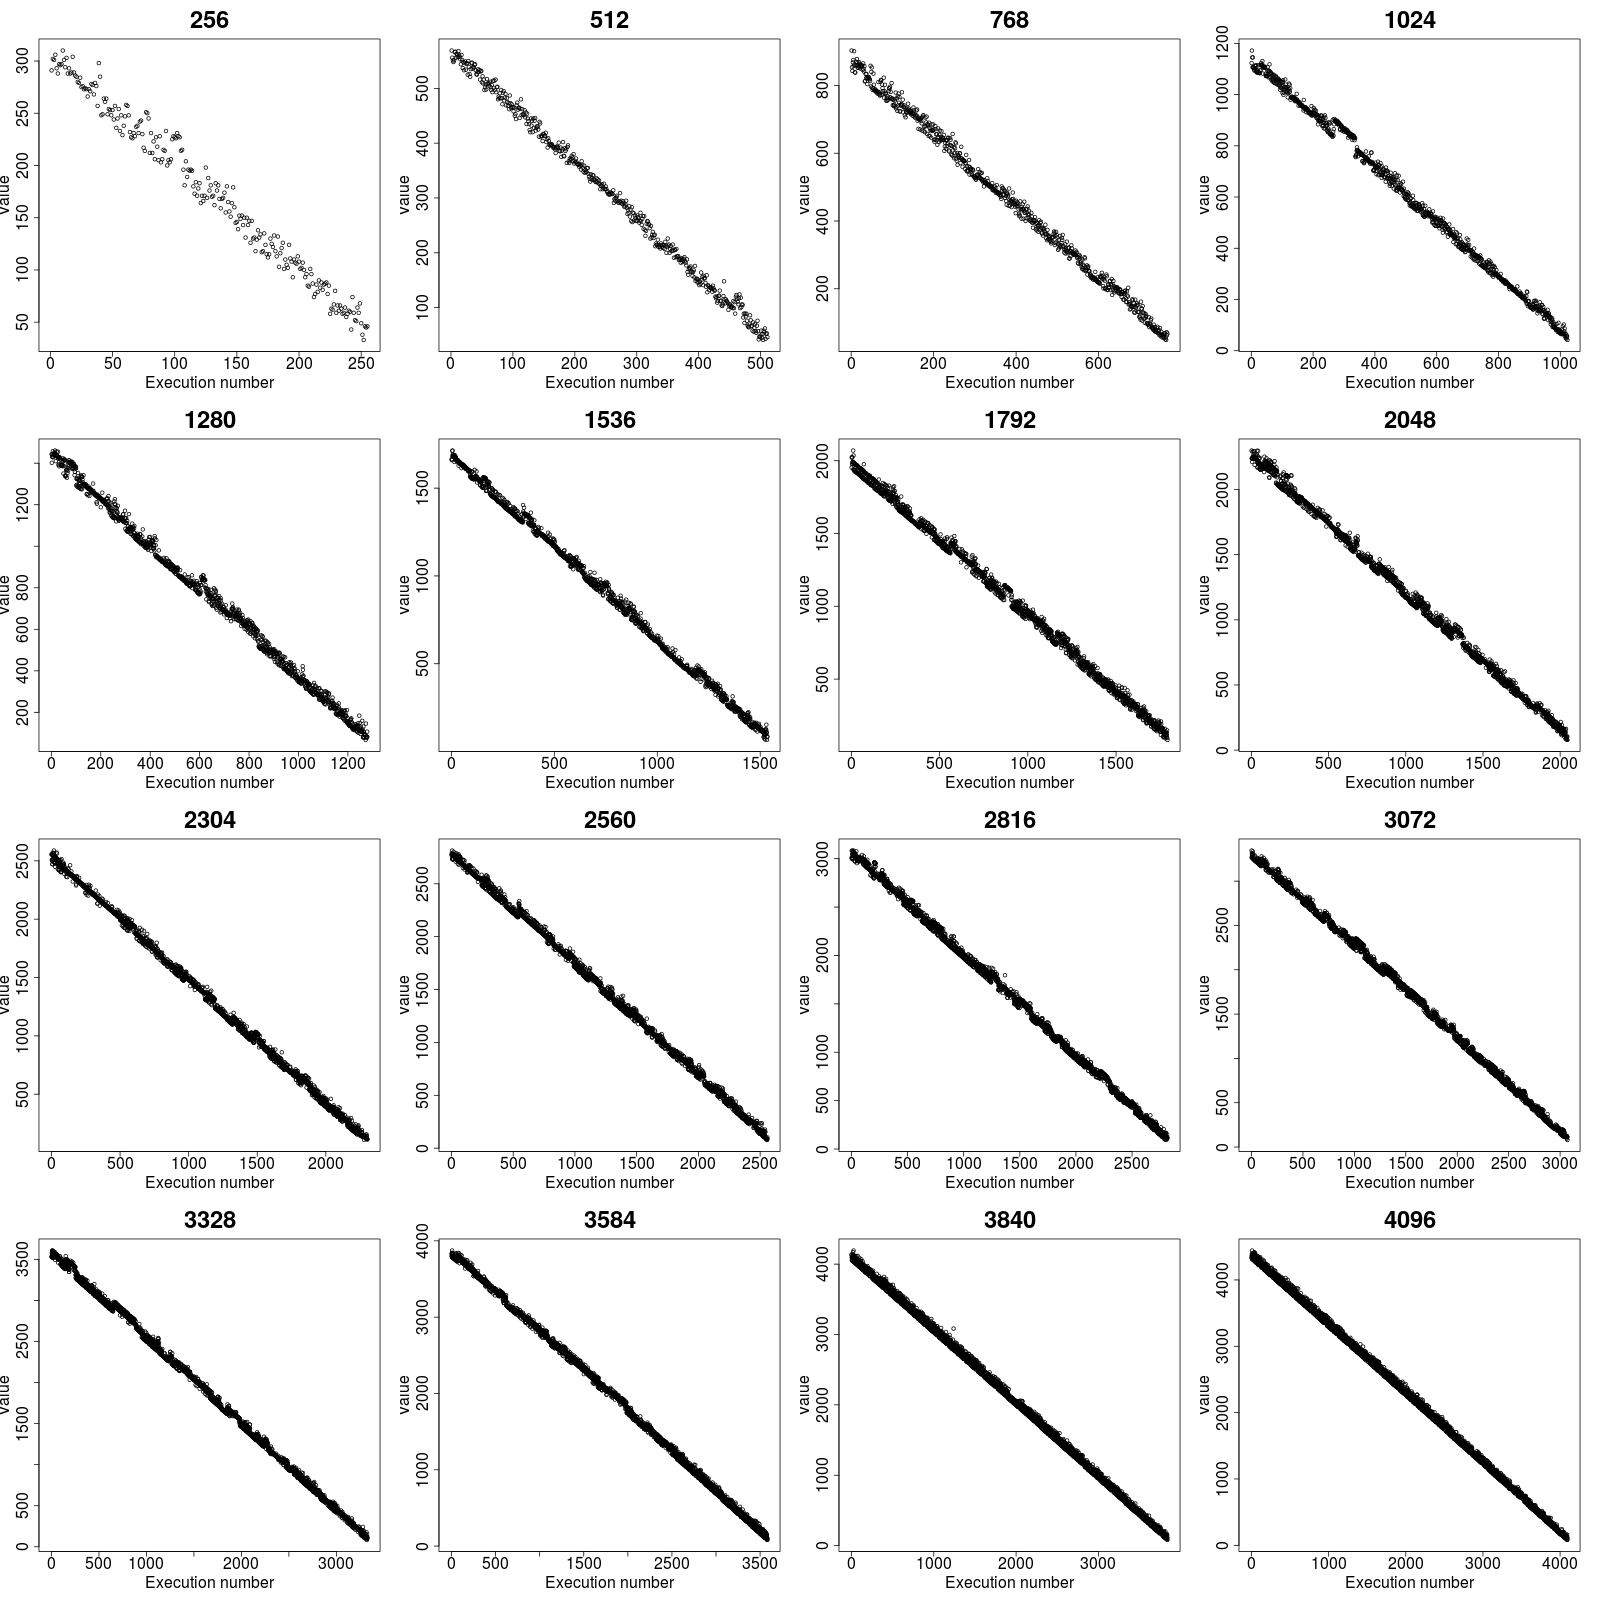 256 512 768 1024
value 50 100 150 200 250 300
0 50 100 150 200 250
Execution number
value 100 200 300 400 500
0 100 200 300 400 500
Execution number
value 200 400 600 800
0 200 400 600
Execution number
value 0 200 400 600 800 1000 1200
0 200 400 600 800 1000
Execution number
1280 1536 1792 2048
value 200 400 600 800 1200
0 200 400 600 800 1000 1200
Execution number
value 500 1000 1500
0 500 1000 1500
Execution number
value 500 1000 1500 2000
0 500 1000 1500
Execution number
value 0 500 1000 1500 2000
0 500 1000 1500 2000
Execution number
2304 2560 2816 3072
value 500 1000 1500 2000 2500
0 500 1000 1500 2000
Execution number
value 0 500 1000 1500 2000 2500
0 500 1000 1500 2000 2500
Execution number
value 0 500 1000 2000 3000
0 500 1000 1500 2000 2500
Execution number
value 0 500 1500 2500
0 500 1000 1500 2000 2500 3000
Execution number
3328 3584 3840 4096
value 0 500 1500 2500 3500
0 500 1000 2000 3000
Execution number
value 0 1000 2000 3000 4000
0 500 1500 2500 3500
Execution number
value 0 1000 2000 3000 4000
0 1000 2000 3000
Execution number
value 0 1000 2000 3000 4000
0 1000 2000 3000 4000
Execution number